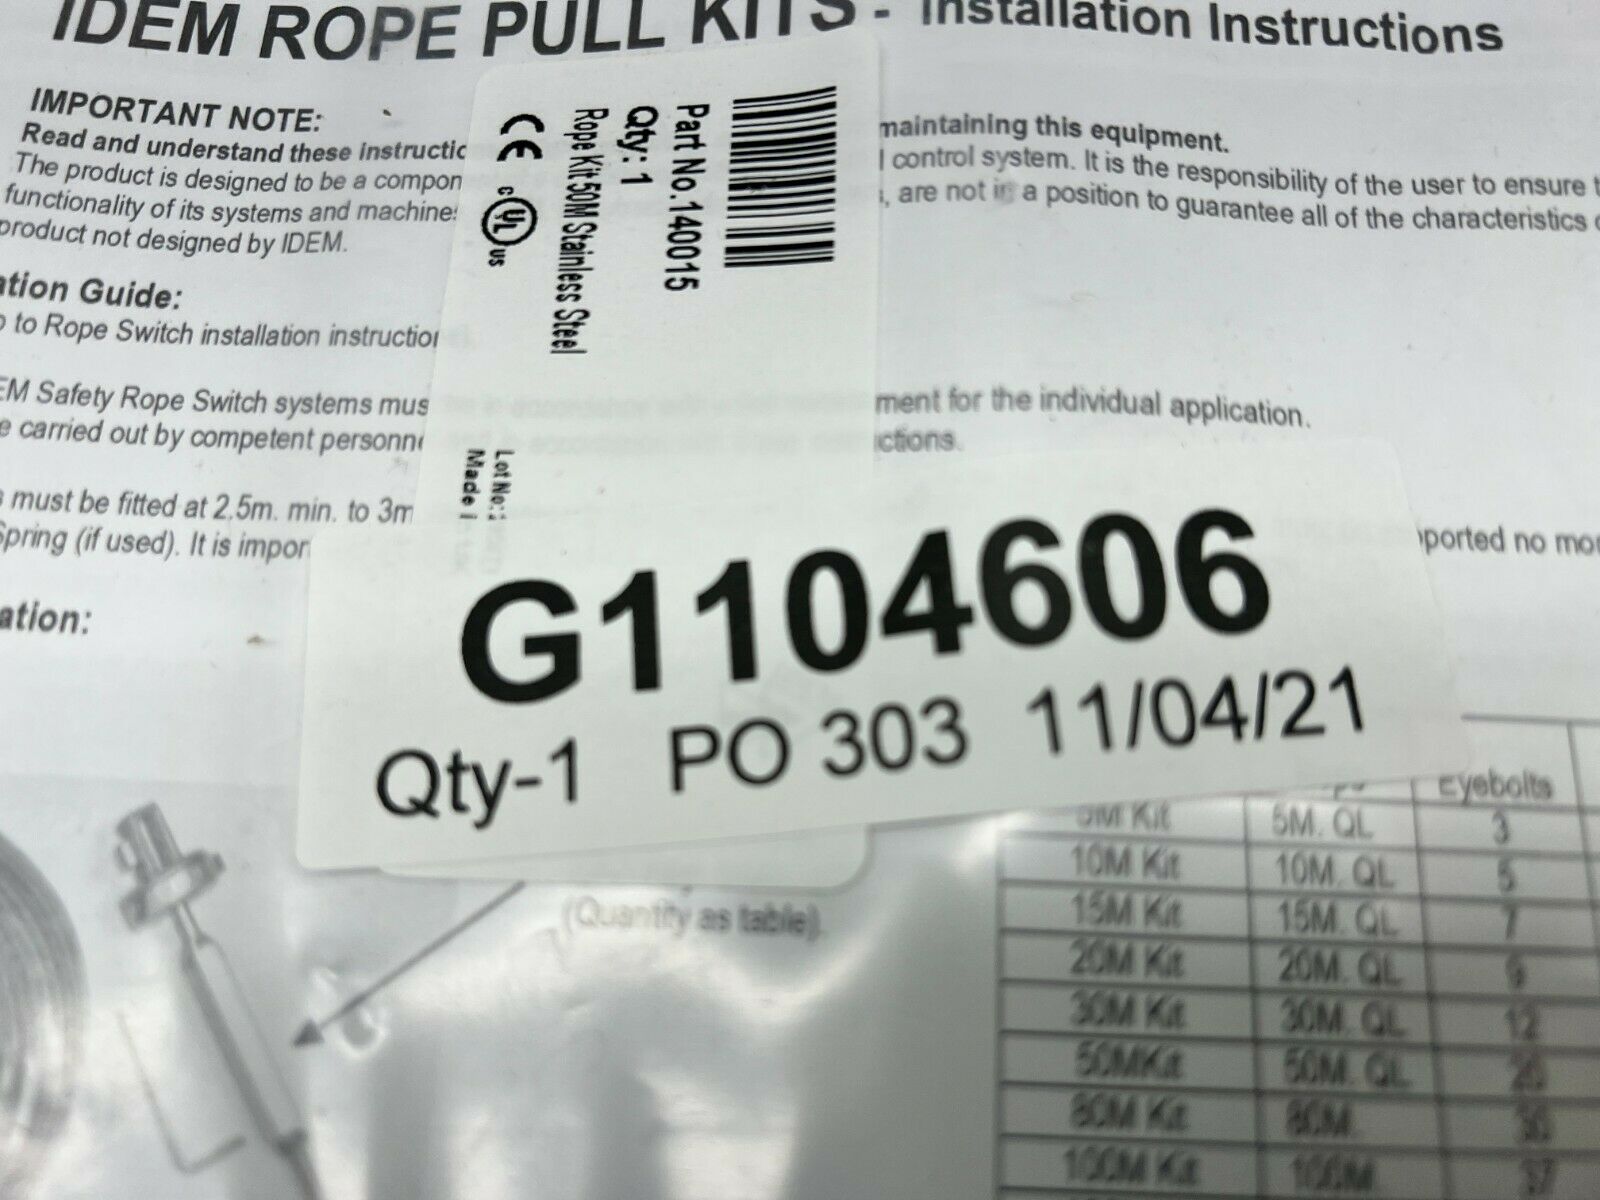 IDEM ROPE PULL KITS - Installation Instructions
IMPORTANT NOTE:
Read and understand these instructic
maintaining this equipment.
The product is designed to be a compon
control system. It is the responsibility of the user to ensure
functionality of its systems and machine
, are not in a position to guarantee all of the characteristics
product not designed by IDEM.
ation Guide:
to Rope Switch installation instruction
EM Safety Rope Switch systems mus
ment for the individual application.
e carried out by competent personne
ctions.
must be fitted at 2.5m. min. to 3m
Spring (if used). It is impor
ported no mo
ation:
Part No.140015
Qty: 1
Rope Kit 50M Stainless Steel
CE c UL us
Lot No.:
Made i
G1104606
Qty-1 PO 303 11/04/21
(Quantity as table).
Eyebolts
5M Kit 5M. QL 3
10M Kit 10M. QL 5
15M Kit 15M. QL 7
20M Kit 20M. QL 9
30M Kit 30M. QL 12
50MKit 50M. QL 20
80M Kit 80M.
100M Kit 100M. 37